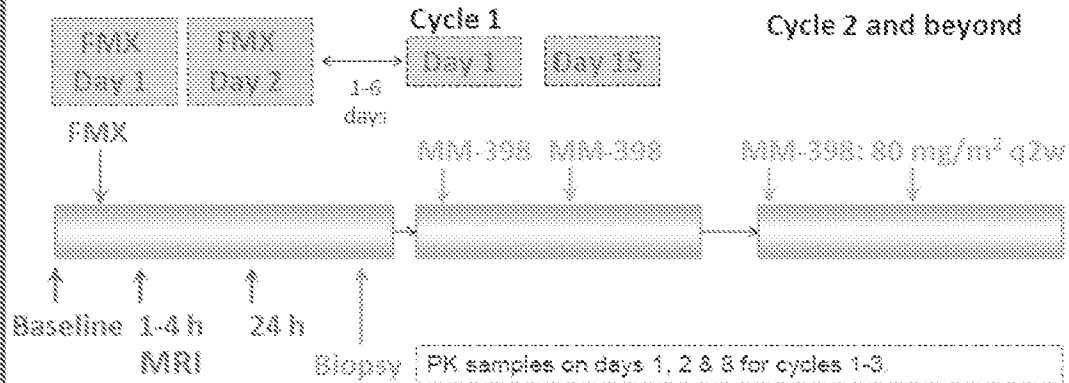 Cycle 1
Cycle 2 and beyond
FMX
Day 1
FMX
Day 2
1-6
days
Day 1
Day 15
FMX
MM-398
MM-398
MM-398: 80 mg/m² q2w
Baseline
1-4 h
24 h
MRI
Biopsy
PK samples on days 1, 2 & 8 for cycles 1-3.